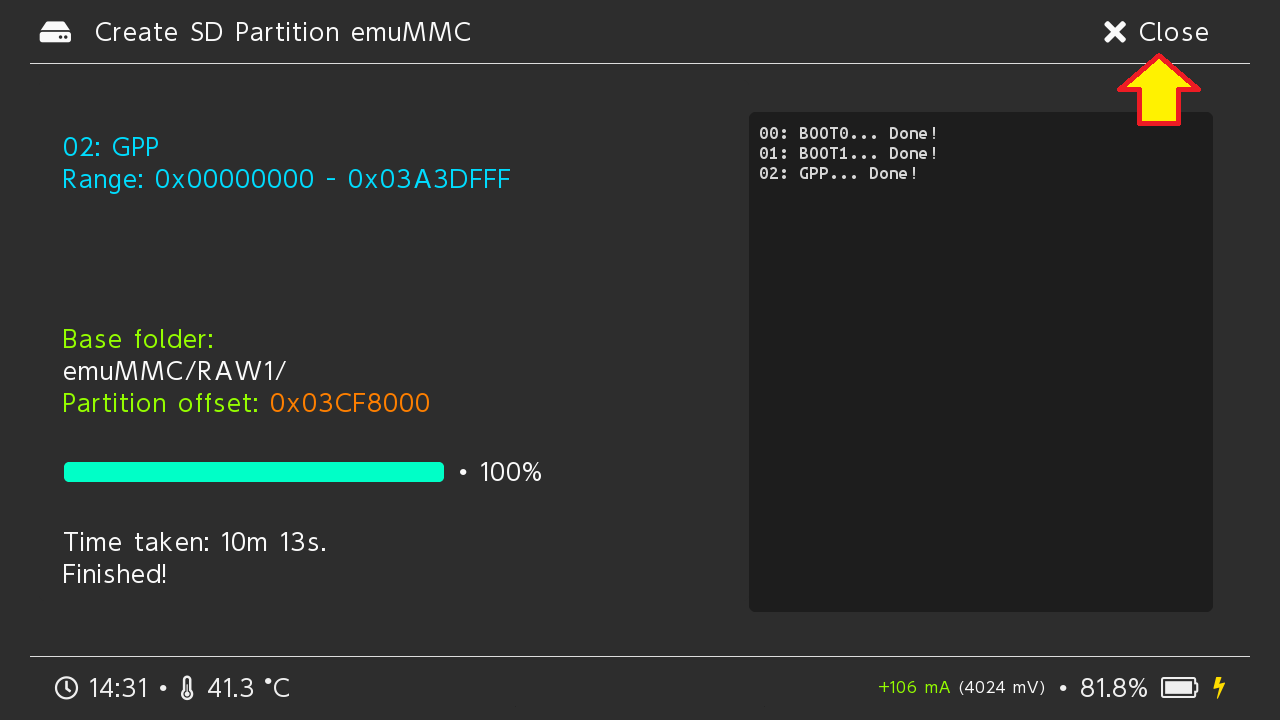 Create SD Partition emuMMC
Close
02: GPP
Range: 0x00000000 - 0x03A3DFFF
00: BOOT0... Done!
01: BOOT1... Done!
02: GPP... Done!
Base folder:
emuMMC/RAW1/
Partition offset: 0x03CF8000
• 100%
Time taken: 10m 13s.
Finished!
14:31 • 41.3 °C
+106 mA (4024 mV) • 81.8%